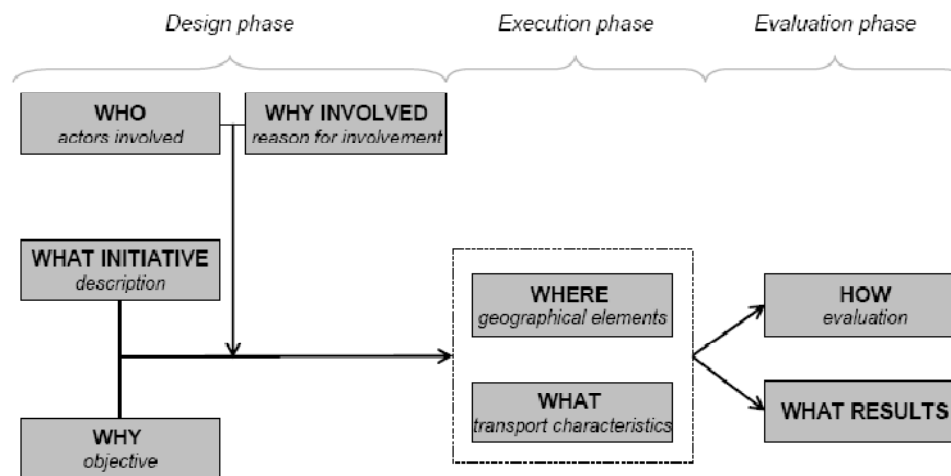 Design phase
Execution phase
Evaluation phase
WHO
actors involved
WHY INVOLVED
reason for involvement
WHAT INITIATIVE
description
WHERE
geographical elements
HOW
evaluation
WHAT
transport characteristics
WHAT RESULTS
WHY
objective